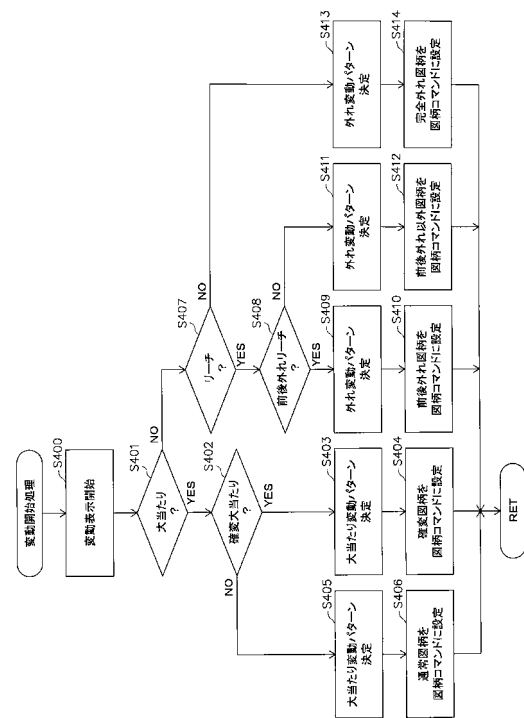 変動開始処理
S400
変動表示開始
S401
大当たり
?
NO
YES
S402
確変大当たり
?
NO
YES
S407
リーチ
?
NO
YES
S408
前後外れリーチ
?
NO
YES
S405
大当たり変動パターン
決定
S403
大当たり変動パターン
決定
S409
外れ変動パターン
決定
S411
外れ変動パターン
決定
S413
外れ変動パターン
決定
S406
通常図柄を
図柄コマンドに設定
S404
確変図柄を
図柄コマンドに設定
S410
前後外れ図柄を
図柄コマンドに設定
S412
前後外れ以外図柄を
図柄コマンドに設定
S414
完全外れ図柄を
図柄コマンドに設定
RET